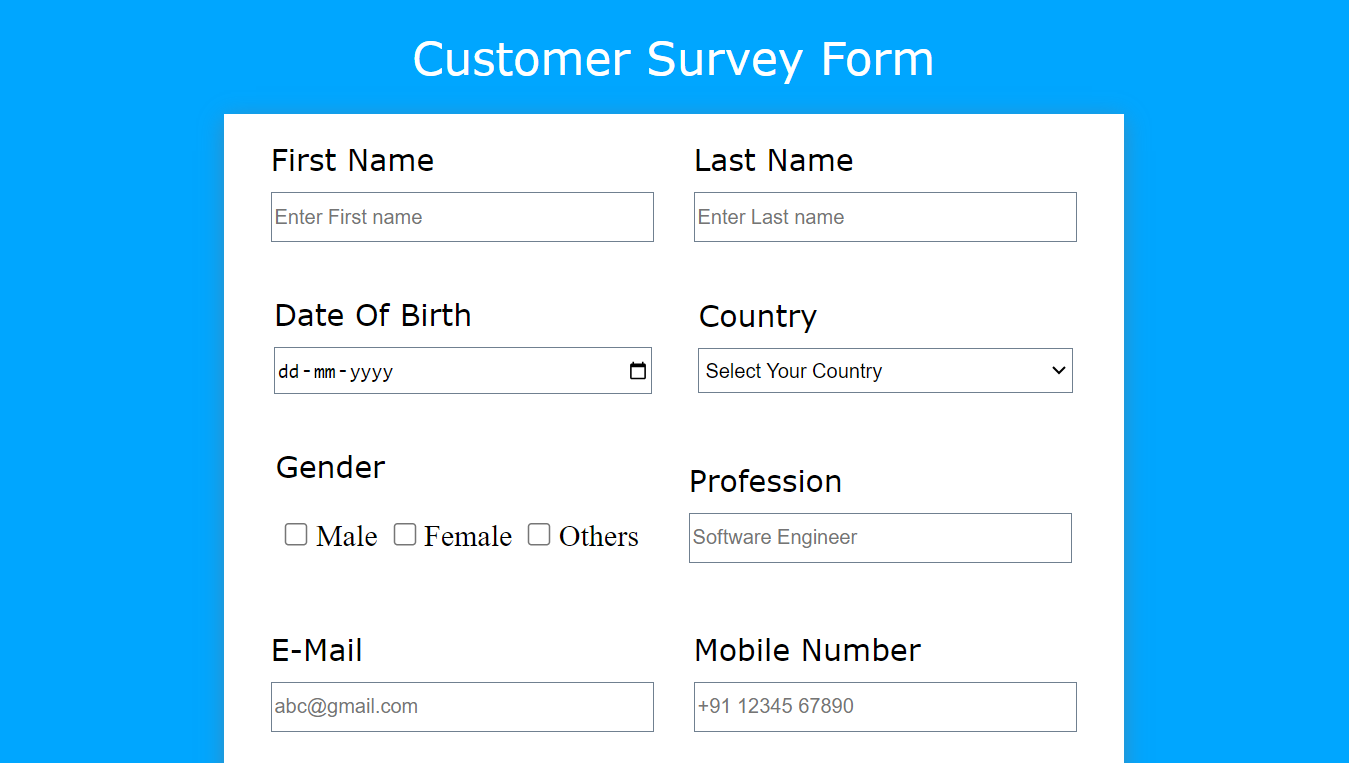 Customer Survey Form
First Name
Last Name
Enter First name
Enter Last name
Date Of Birth
Country
dd-mm-yyyy
Select Your Country
Gender
Profession
Male Female Others
Software Engineer
E-Mail
Mobile Number
abc@gmail.com
+91 12345 67890